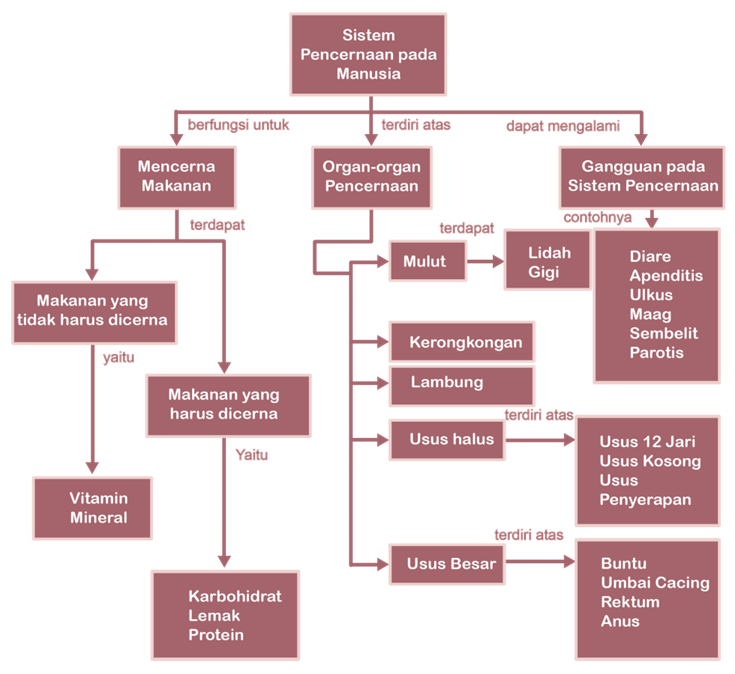 Sistem
Pencernaan pada
Manusia
berfungsi untuk
terdiri atas
dapat mengalami
Mencerna
Makanan
Organ-organ
Pencernaan
Gangguan pada
Sistem Pencernaan
terdapat
terdapat
contohnya
Mulut
Lidah
Gigi
Diare
Apenditis
Ulkus
Maag
Sembelit
Parotis
Makanan yang
tidak harus dicerna
yaitu
Kerongkongan
Makanan yang
harus dicerna
Lambung
terdiri atas
Usus halus
Usus 12 Jari
Usus Kosong
Usus
Penyerapan
Yaitu
Vitamin
Mineral
terdiri atas
Usus Besar
Buntu
Umbai Cacing
Rektum
Anus
Karbohidrat
Lemak
Protein